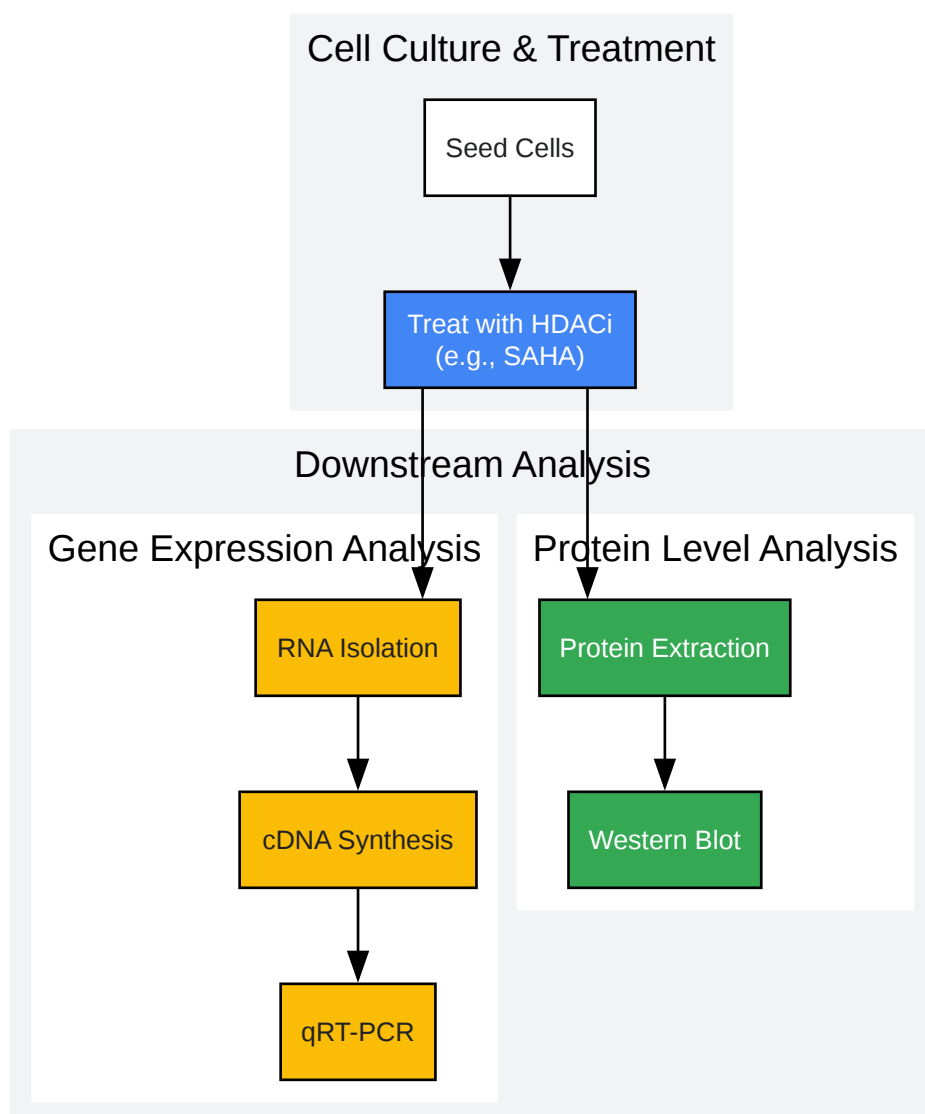 Cell Culture & Treatment
Seed Cells
Treat with HDACi
(e.g., SAHA)
Downstream Analysis
Gene Expression Analysis
RNA Isolation
cDNA Synthesis
qRT-PCR
Protein Level Analysis
Protein Extraction
Western Blot